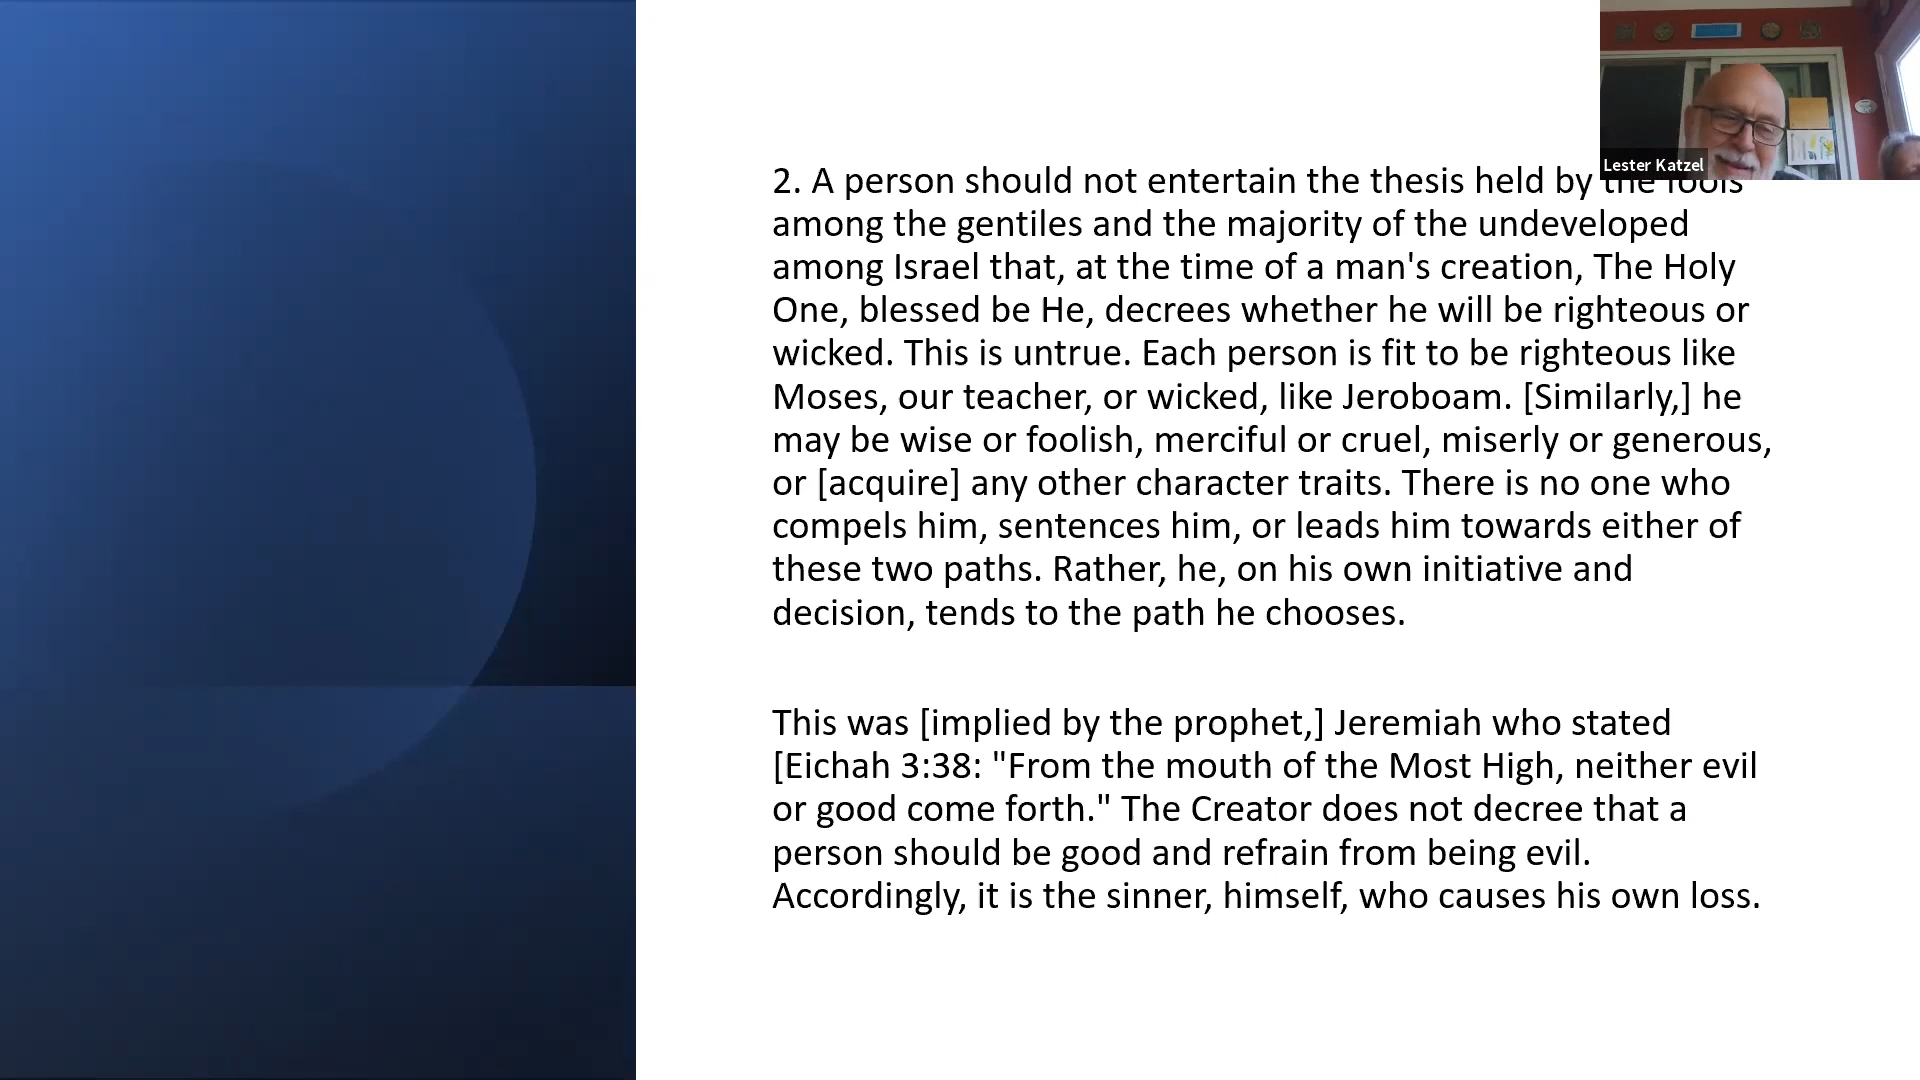 Lester Katzel
2. A person should not entertain the thesis held by the fools
among the gentiles and the majority of the undeveloped
among Israel that, at the time of a man's creation, The Holy
One, blessed be He, decrees whether he will be righteous or
wicked. This is untrue. Each person is fit to be righteous like
Moses, our teacher, or wicked, like Jeroboam. [Similarly,] he
may be wise or foolish, merciful or cruel, miserly or generous,
or [acquire] any other character traits. There is no one who
compels him, sentences him, or leads him towards either of
these two paths. Rather, he, on his own initiative and
decision, tends to the path he chooses.
This was [implied by the prophet,] Jeremiah who stated
[Eichah 3:38: "From the mouth of the Most High, neither evil
or good come forth." The Creator does not decree that a
person should be good and refrain from being evil.
Accordingly, it is the sinner, himself, who causes his own loss.